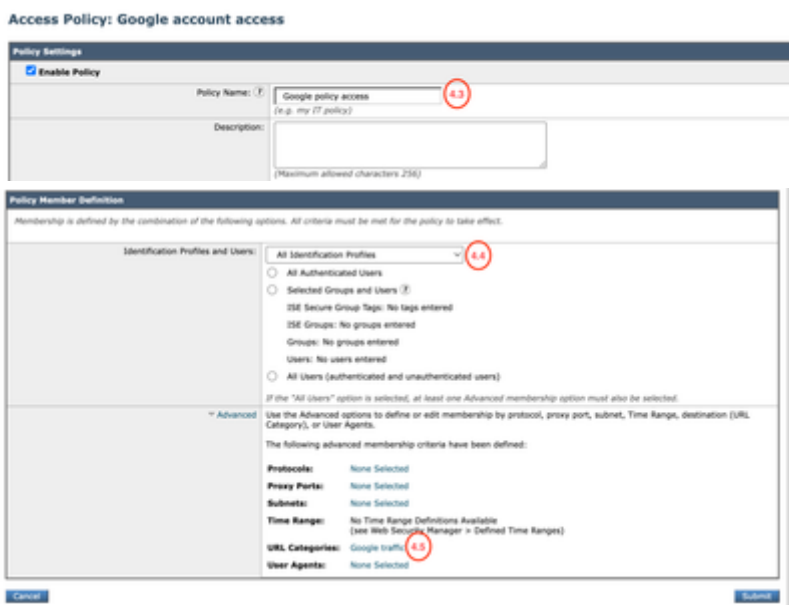 Access Policy: Google account access
Policy Settings
Enable Policy
Policy Name: ?
Google policy access
4.3
(e.g. my IT policy)
Description:
(Maximum allowed characters 256)
Policy Member Definition
Membership is defined by the combination of the following options. All criteria must be met for the policy to take effect.
Identification Profiles and Users:
All Identification Profiles
4.4
All Authenticated Users
Selected Groups and Users ?
ISE Secure Group Tags: No tags entered
ISE Groups: No groups entered
Groups: No groups entered
Users: No users entered
All Users (authenticated and unauthenticated users)
If the "All Users" option is selected, at least one Advanced membership option must also be selected.
Advanced
Use the Advanced options to define or edit membership by protocol, proxy port, subnet, Time Range, destination (URL
Category), or User Agents.
The following advanced membership criteria have been defined:
Protocols: None Selected
Proxy Ports: None Selected
Subnets: None Selected
Time Range: No Time Range Definitions Available
(see Web Security Manager > Defined Time Ranges)
URL Categories: Google traffic 4.5
User Agents: None Selected
Cancel
Submit